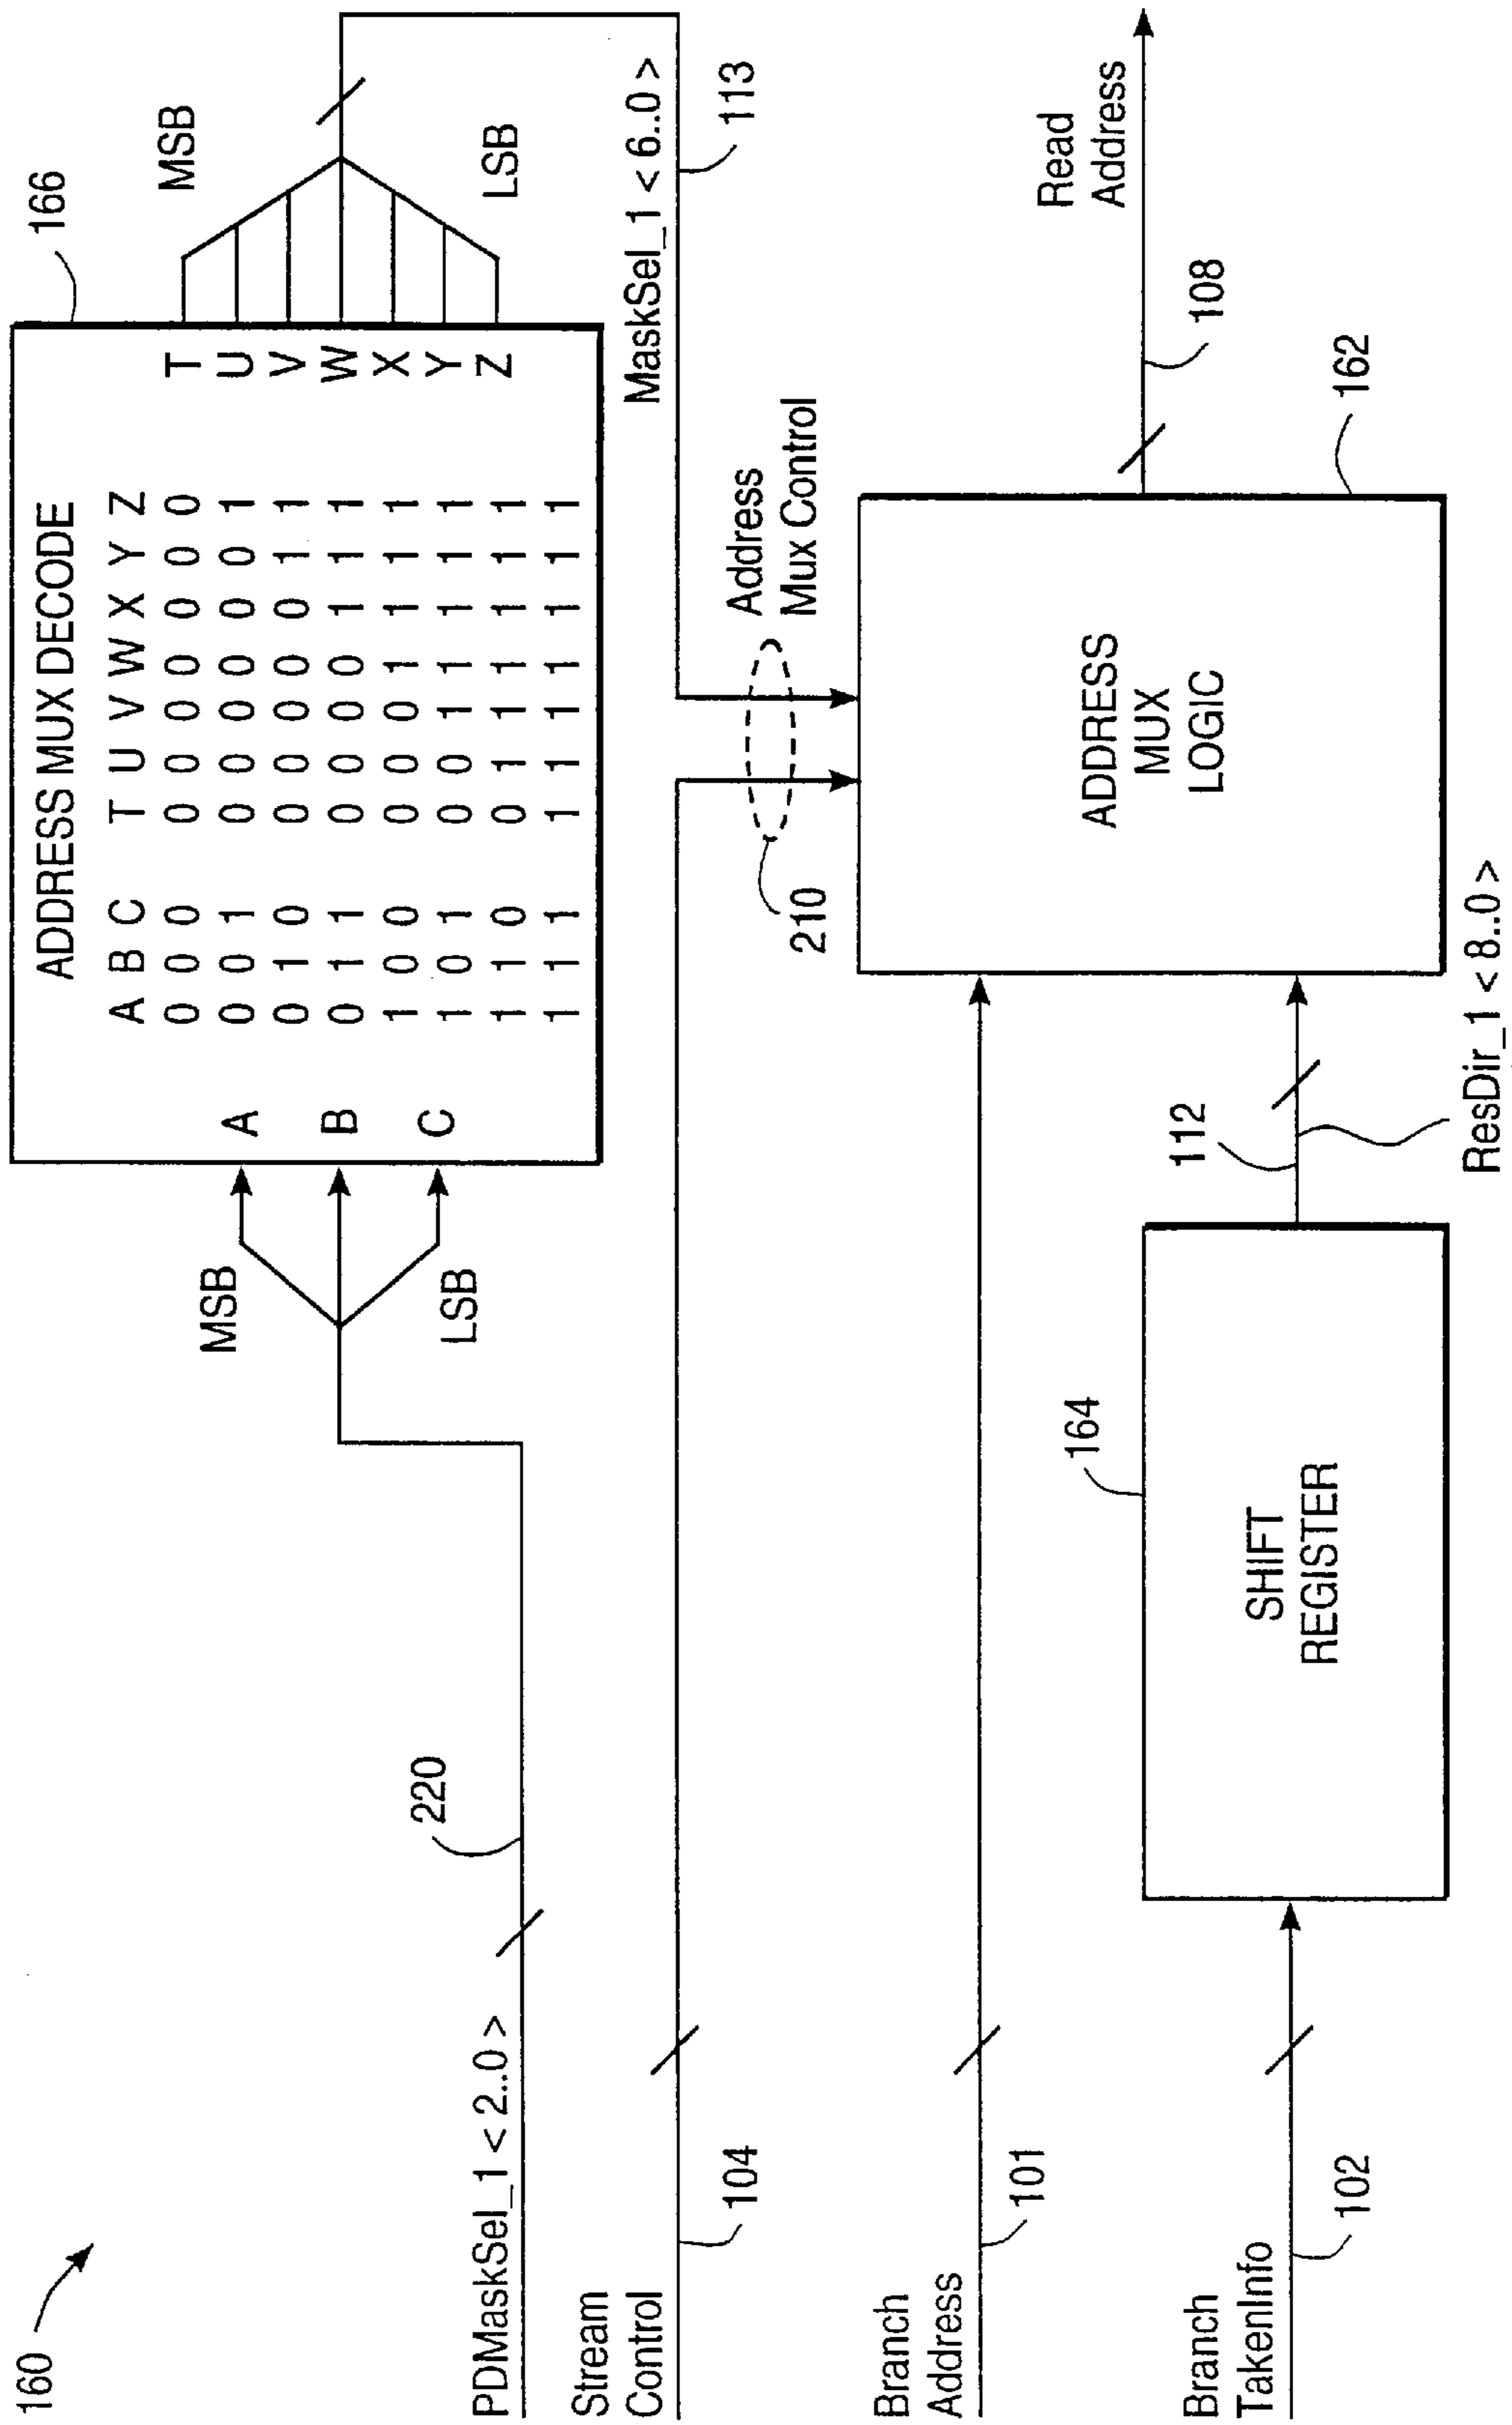 160
166
ADDRESS MUX DECODE
A B C T U V W X Y Z
0 0 0 0 0 0 0 0 0 0
0 0 1 0 0 0 0 0 0 1
0 1 0 0 0 0 0 0 1 1
0 1 1 0 0 0 0 1 1 1
1 0 0 0 0 0 1 1 1 1
1 0 1 0 0 1 1 1 1 1
1 1 0 0 1 1 1 1 1 1
1 1 1 1 1 1 1 1 1 1
A
B
C
T
U
V
W
X
Y
Z
MSB
LSB
MSB
LSB
220
PDMaskSel_1 < 2..0 >
MaskSel_1 < 6..0 >
113
Stream
Control
104
Address
Mux Control
210
Branch
Address
101
ADDRESS
MUX
LOGIC
162
Read
Address
108
164
SHIFT
REGISTER
112
ResDir_1 < 8..0 >
Branch
TakenInfo
102